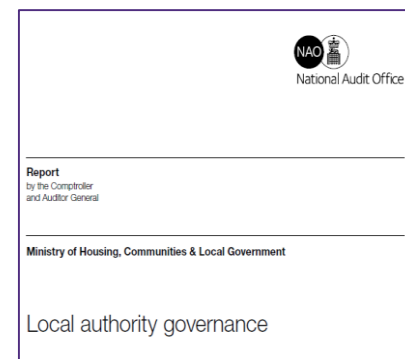 NAO
National Audit Office
Report
by the Comptroller
and Auditor General
Ministry of Housing, Communities & Local Government
Local authority governance